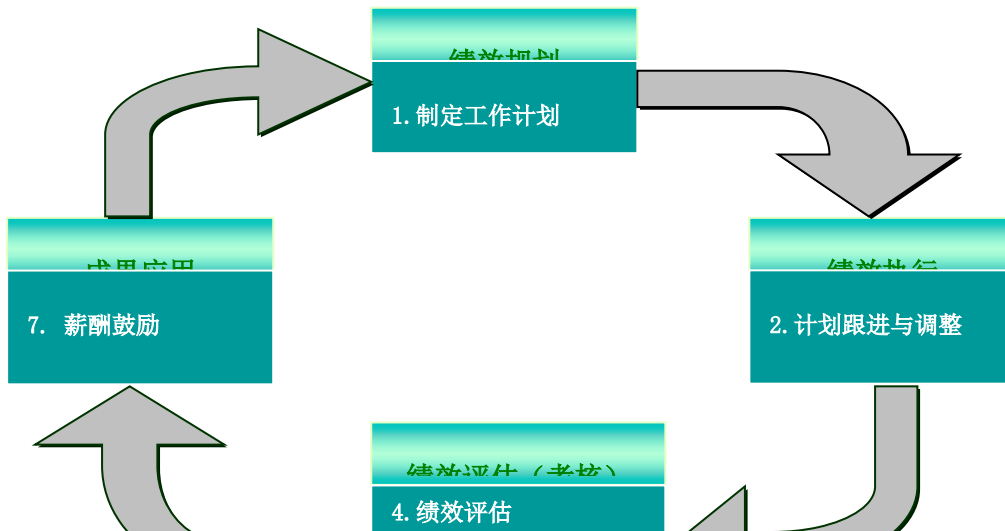 绩效规划
1.制定工作计划
成果应用
7. 薪酬鼓励
绩效执行
2.计划跟进与调整
绩效评估（考核）
4.绩效评估